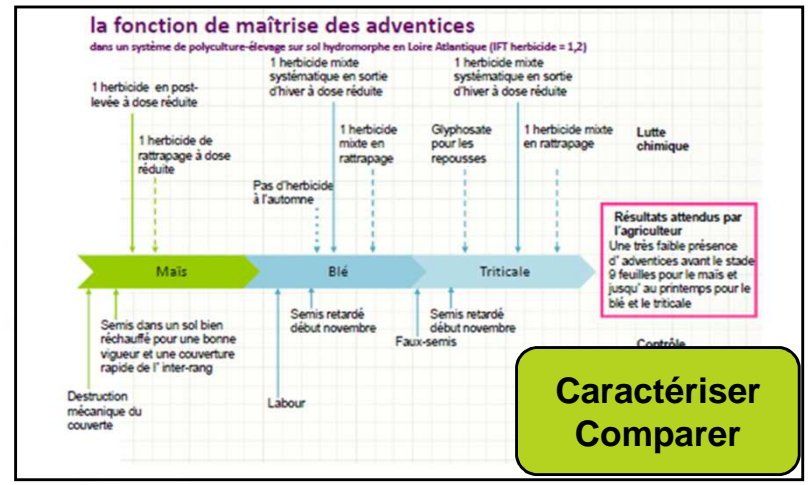 la fonction de maîtrise des adventices
dans un système de polyculture-élevage sur sol hydromorphe en Loire Atlantique (IFT herbicide = 1,2)
1 herbicide en post-
levée à dose réduite
1 herbicide de
rattrapage à dose
réduite
1 herbicide mixte
systématique en sortie
d'hiver à dose réduite
1 herbicide
mixte en
rattrapage
Pas d'herbicide
à l'automne
1 herbicide mixte
systématique en sortie
d'hiver à dose réduite
Glyphosate
pour les
repousses
1 herbicide mixte
en rattrapage
Lutte
chimique
Résultats attendus par
l'agriculteur
Une très faible présence
d' adventices avant le stade
9 feuilles pour le maïs et
jusqu' au printemps pour le
blé et le triticale
Maïs
Blé
Triticale
Semis dans un sol bien
réchauffé pour une bonne
vigueur et une couverture
rapide de l' inter-rang
Destruction
mécanique du
couverte
Semis retardé
début novembre
Labour
Faux-semis
Semis retardé
début novembre
Contrôle
Caractériser
Comparer